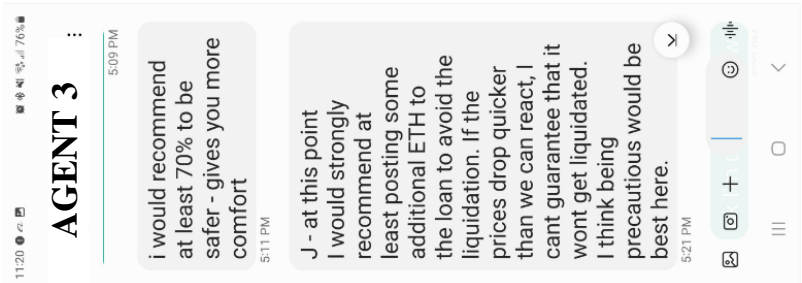 11:20
76%
AGENT 3
5:09 PM
i would recommend
at least 70% to be
safer - gives you more
comfort
5:11 PM
J - at this point
I would strongly
recommend at
least posting some
additional ETH to
the loan to avoid the
liquidation. If the
prices drop quicker
than we can react, I
cant guarantee that it
wont get liquidated.
I think being
precautious would be
best here.
5:21 PM